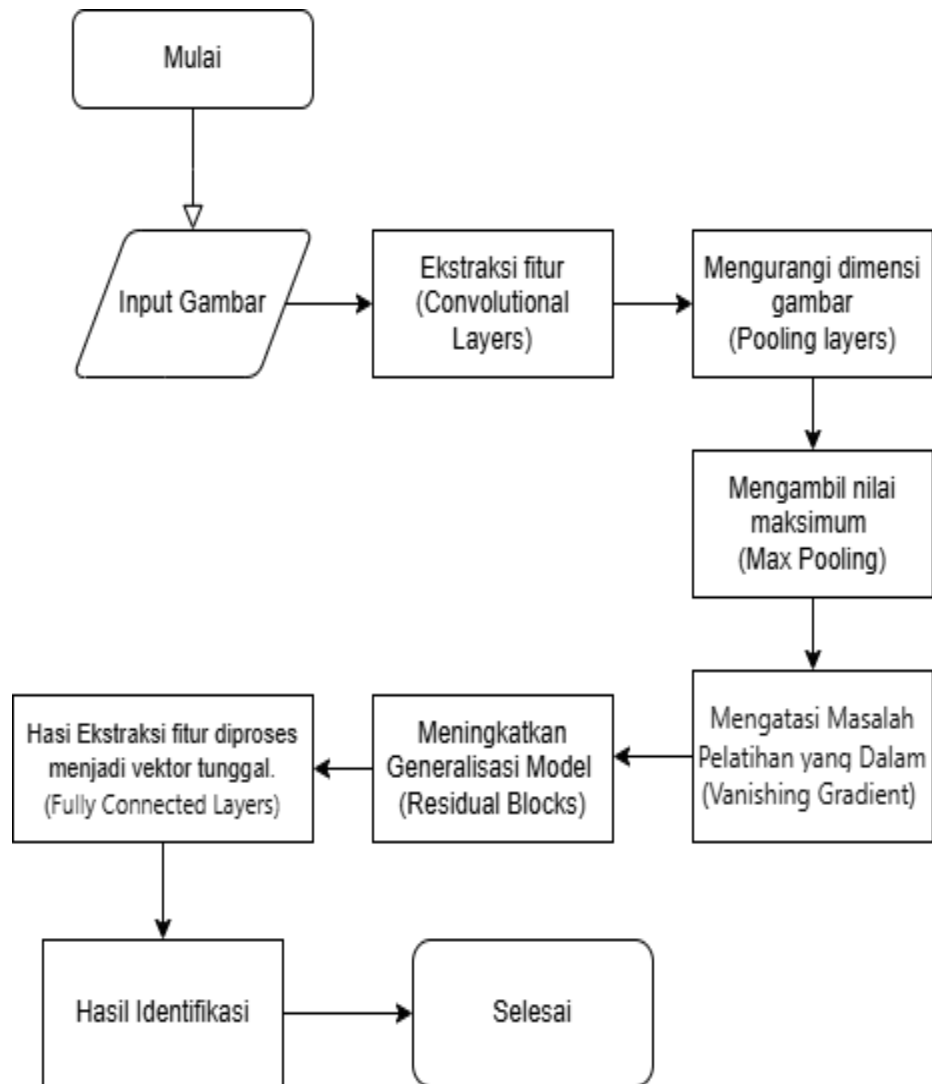 Mulai
Input Gambar
Ekstraksi fitur
(Convolutional
Layers)
Mengurangi dimensi
gambar
(Pooling layers)
Mengambil nilai
maksimum
(Max Pooling)
Mengatasi Masalah
Pelatihan yang Dalam
(Vanishing Gradient)
Meningkatkan
Generalisasi Model
(Residual Blocks)
Hasi Ekstraksi fitur diproses
menjadi vektor tunggal.
(Fully Connected Layers)
Hasil Identifikasi
Selesai